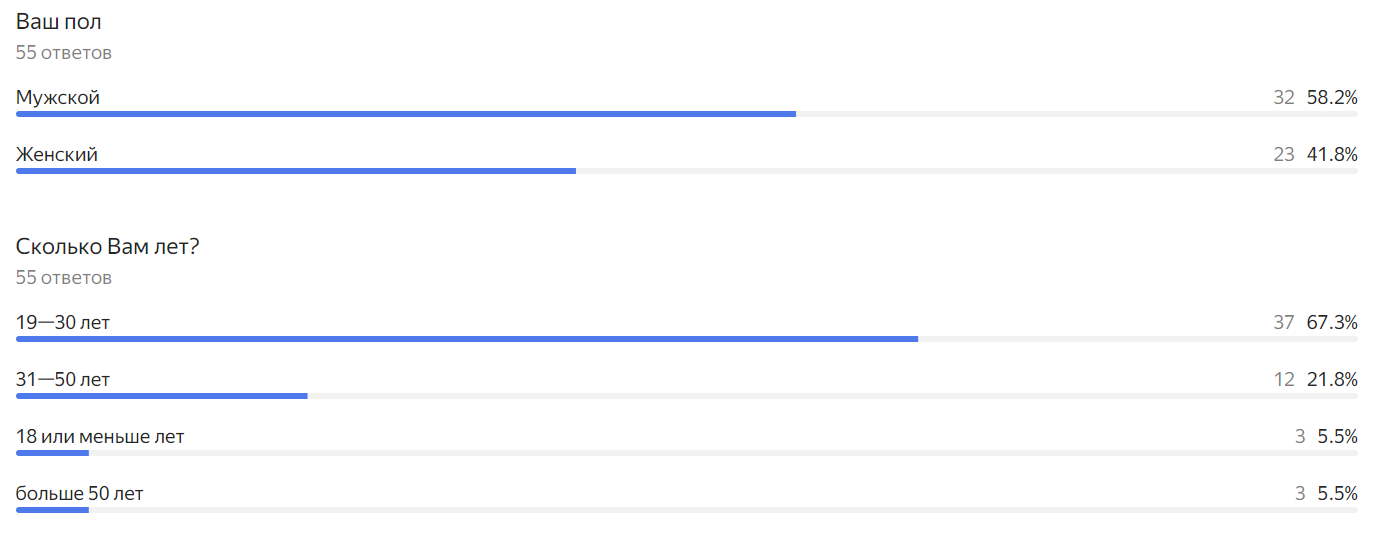 Ваш пол
55 ответов
Мужской 32 58.2%
Женский 23 41.8%
Сколько Вам лет?
55 ответов
19—30 лет 37 67.3%
31—50 лет 12 21.8%
18 или меньше лет 3 5.5%
больше 50 лет 3 5.5%